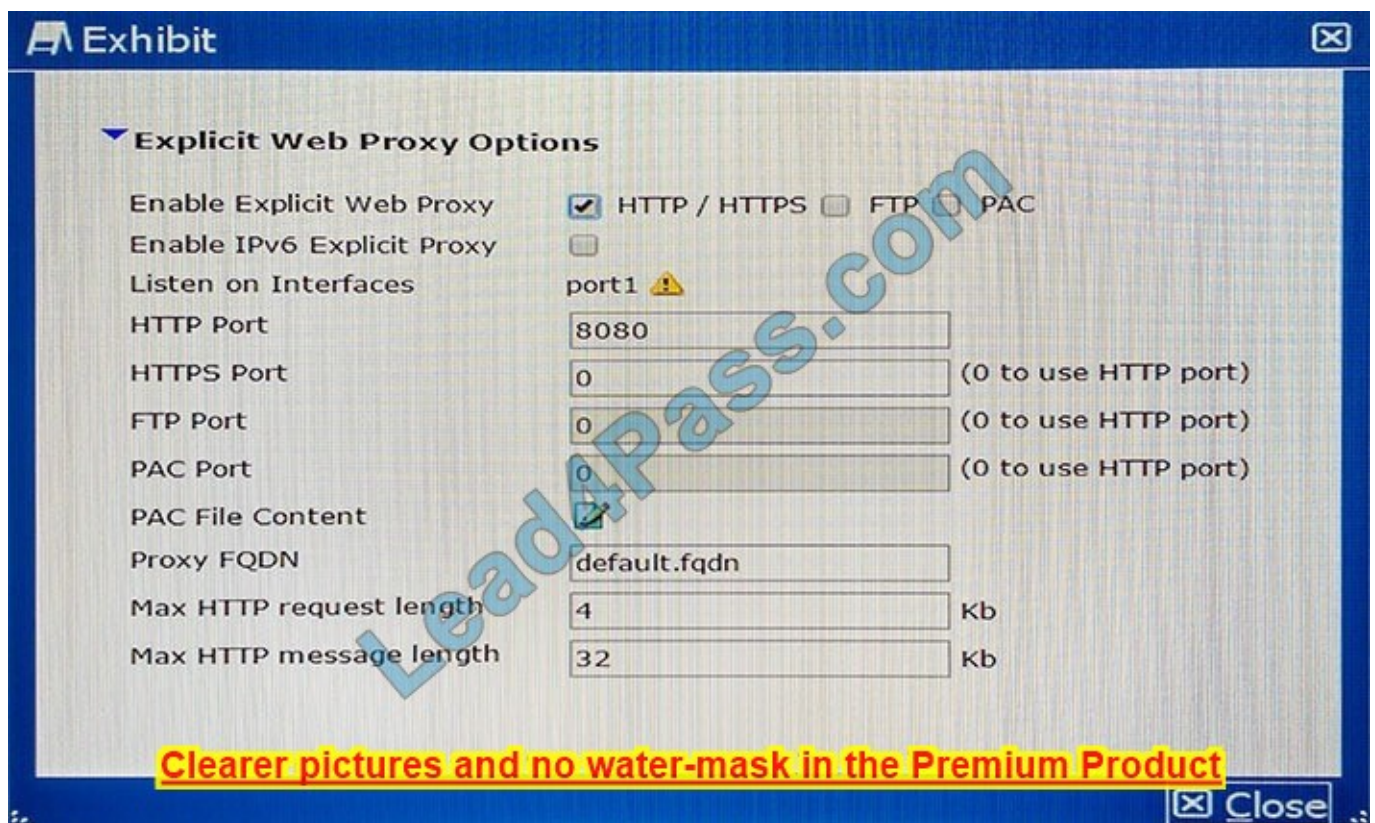 Exhibit
Explicit Web Proxy Options
Enable Explicit Web Proxy HTTP / HTTPS FTP PAC
Enable IPv6 Explicit Proxy
Listen on Interfaces port1
HTTP Port 8080
HTTPS Port 0 (0 to use HTTP port)
FTP Port 0 (0 to use HTTP port)
PAC Port 0 (0 to use HTTP port)
PAC File Content
Proxy FQDN default.fqdn
Max HTTP request length 4 Kb
Max HTTP message length 32 Kb
Lead4Pass.com
Clearer pictures and no water-mask in the Premium Product
Close